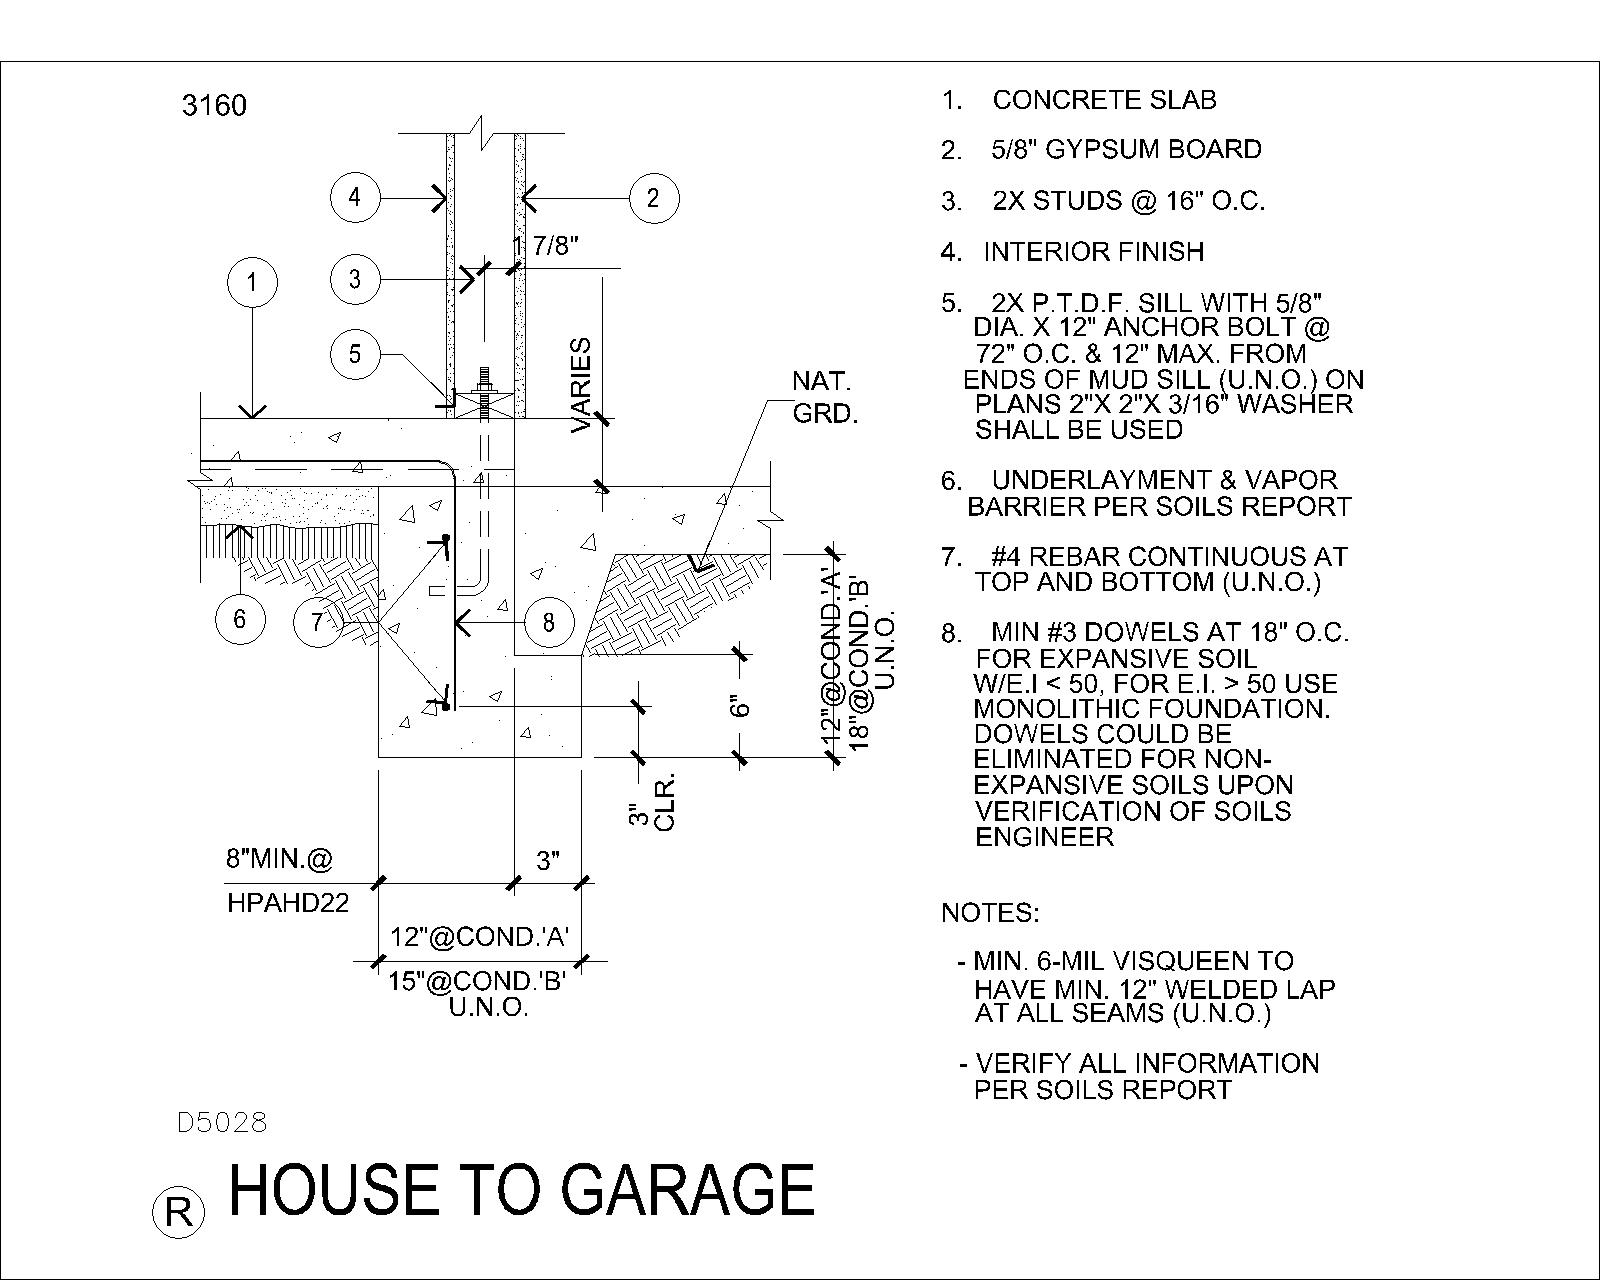 3160
4
2
1 7/8"
1
3
5
VARIES
NAT.
GRD.
6
7
8
12"@COND.'A'
18"@COND.'B'
U.N.O.
6"
3"
CLR.
8"MIN.@
HPAHD22
3"
12"@COND.'A'
15"@COND.'B'
U.N.O.
1. CONCRETE SLAB
2. 5/8" GYPSUM BOARD
3. 2X STUDS @ 16" O.C.
4. INTERIOR FINISH
5. 2X P.T.D.F. SILL WITH 5/8"
DIA. X 12" ANCHOR BOLT @
72" O.C. & 12" MAX. FROM
ENDS OF MUD SILL (U.N.O.) ON
PLANS 2"X 2"X 3/16" WASHER
SHALL BE USED
6. UNDERLAYMENT & VAPOR
BARRIER PER SOILS REPORT
7. #4 REBAR CONTINUOUS AT
TOP AND BOTTOM (U.N.O.)
8. MIN #3 DOWELS AT 18" O.C.
FOR EXPANSIVE SOIL
W/E.I < 50, FOR E.I. > 50 USE
MONOLITHIC FOUNDATION.
DOWELS COULD BE
ELIMINATED FOR NON-
EXPANSIVE SOILS UPON
VERIFICATION OF SOILS
ENGINEER
NOTES:
- MIN. 6-MIL VISQUEEN TO
HAVE MIN. 12" WELDED LAP
AT ALL SEAMS (U.N.O.)
- VERIFY ALL INFORMATION
PER SOILS REPORT
D5028
R HOUSE TO GARAGE